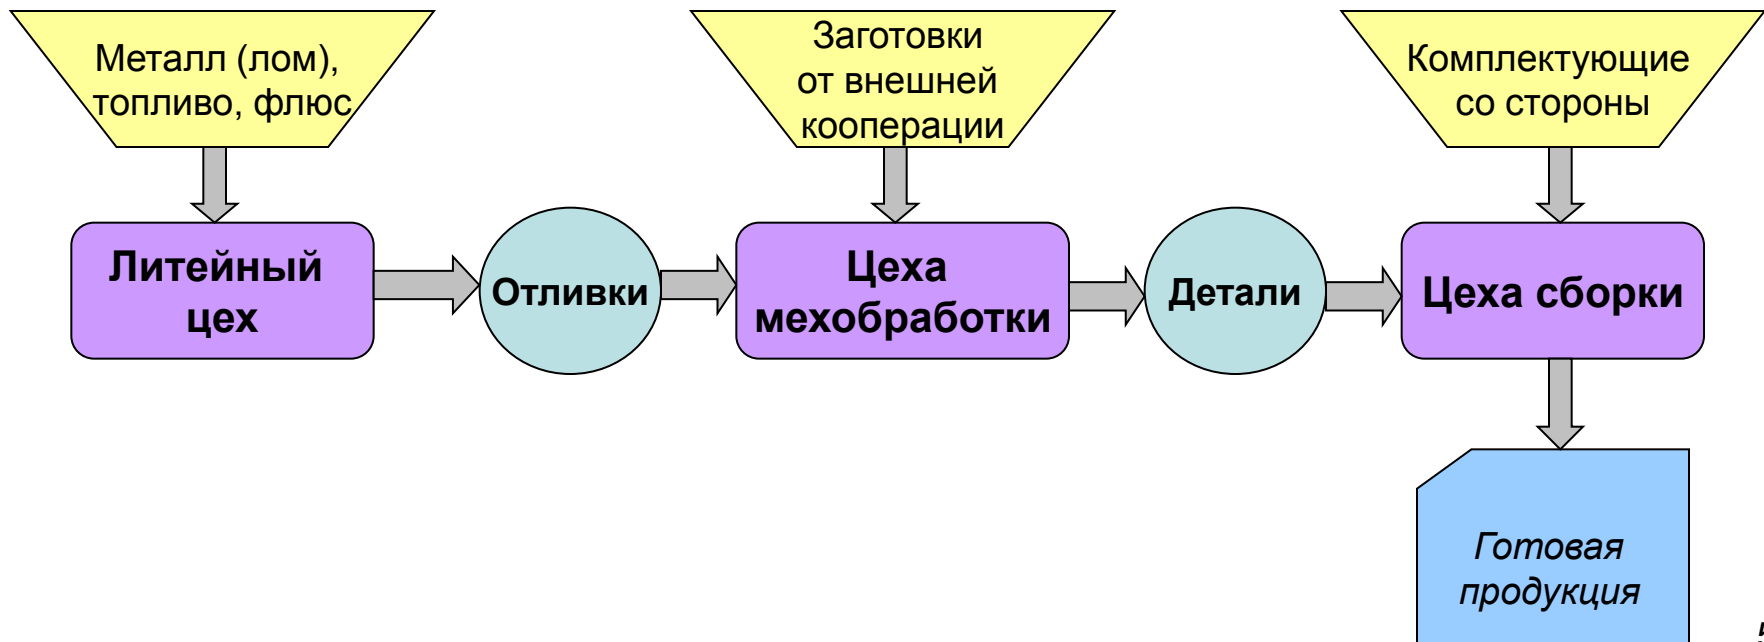 Металл (лом),
топливо, флюс
Заготовки
от внешней
кооперации
Комплектующие
со стороны
Литейный
цех
Отливки
Цеха
мехобработки
Детали
Цеха сборки
Готовая
продукция